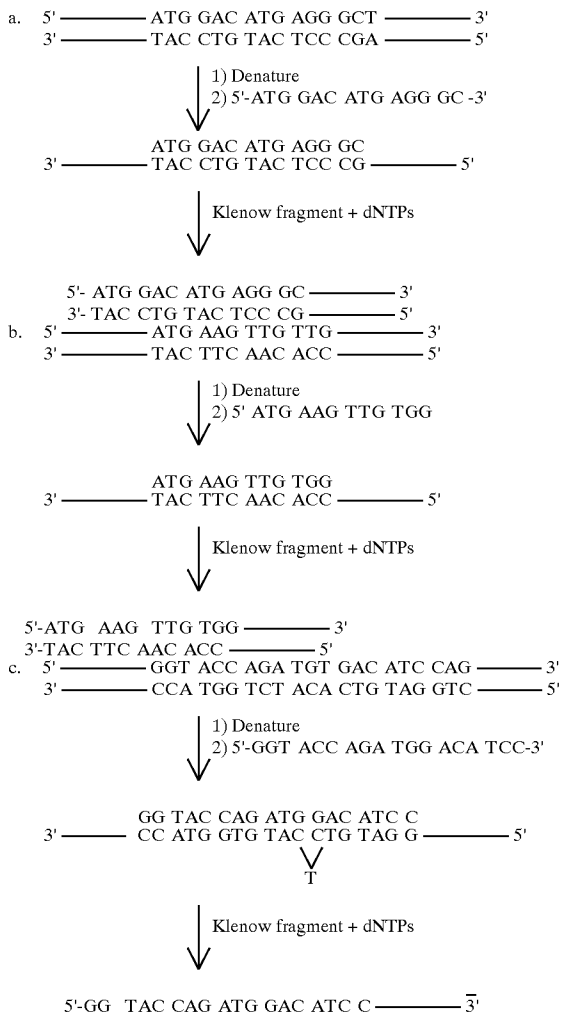 a. 5' ATG GAC ATG AGG GCT 3'
3' TAC CTG TAC TCC CGA 5'
1) Denature
2) 5'-ATG GAC ATG AGG GC -3'
ATG GAC ATG AGG GC
3' TAC CTG TAC TCC CG 5'
Klenow fragment + dNTPs
5'- ATG GAC ATG AGG GC 3'
3'- TAC CTG TAC TCC CG 5'
b. 5' ATG AAG TTG TTG 3'
3' TAC TTC AAC ACC 5'
1) Denature
2) 5' ATG AAG TTG TGG
ATG AAG TTG TGG
3' TAC TTC AAC ACC 5'
Klenow fragment + dNTPs
5'-ATG AAG TTG TGG 3'
3'-TAC TTC AAC ACC 5'
c. 5' GGT ACC AGA TGT GAC ATC CAG 3'
3' CCA TGG TCT ACA CTG TAG GTC 5'
1) Denature
2) 5'-GGT ACC AGA TGG ACA TCC-3'
GG TAC CAG ATG GAC ATC C
3' CC ATG GTG TAC CTG TAG G 5'
T
Klenow fragment + dNTPs
5'-GG TAC CAG ATG GAC ATC C 3'